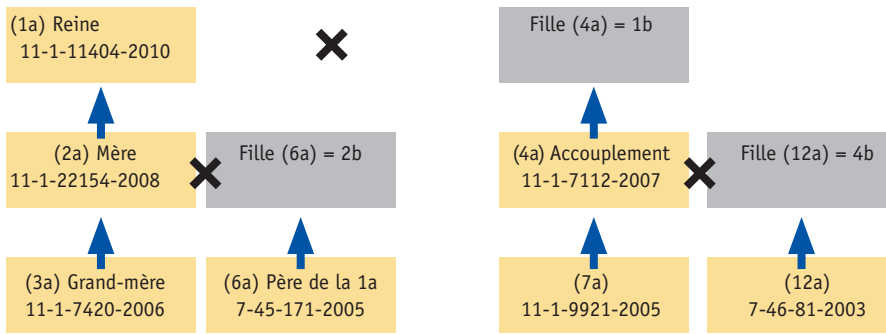 (1a) Reine
11-1-11404-2010
Fille (4a) = 1b
(2a) Mère
11-1-22154-2008
Fille (6a) = 2b
(4a) Accouplement
11-1-7112-2007
Fille (12a) = 4b
(3a) Grand-mère
11-1-7420-2006
(6a) Père de la 1a
7-45-171-2005
(7a)
11-1-9921-2005
(12a)
7-46-81-2003